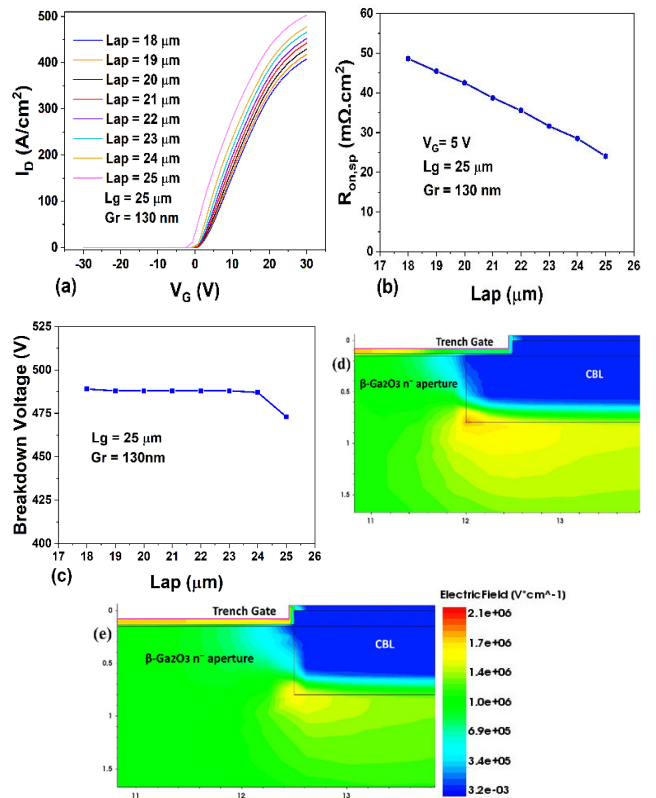 500
400
300
200
100
0
I_D (A/cm²)
Lap = 18 μm
Lap = 19 μm
Lap = 20 μm
Lap = 21 μm
Lap = 22 μm
Lap = 23 μm
Lap = 24 μm
Lap = 25 μm
Lg = 25 μm
Gr = 130 nm
-30 -20 -10 0 10 20 30
(a)
V_G (V)
60
50
40
30
20
10
0
R_on,sp (mΩ.cm²)
V_G= 5 V
Lg = 25 μm
Gr = 130 nm
17 18 19 20 21 22 23 24 25 26
(b)
Lap (μm)
525
500
475
450
425
400
Breakdown Voltage (V)
Lg = 25 μm
Gr = 130nm
17 18 19 20 21 22 23 24 25 26
(c)
Lap (μm)
(d)
Trench Gate
β-Ga2O3 n⁻ aperture
CBL
0
0.5
1
1.5
11 12 13
(e)
Trench Gate
β-Ga2O3 n⁻ aperture
CBL
0
0.5
1
1.5
11 12 13
ElectricField (V*cm^-1)
2.1e+06
1.7e+06
1.4e+06
1.0e+06
6.9e+05
3.4e+05
3.2e-03